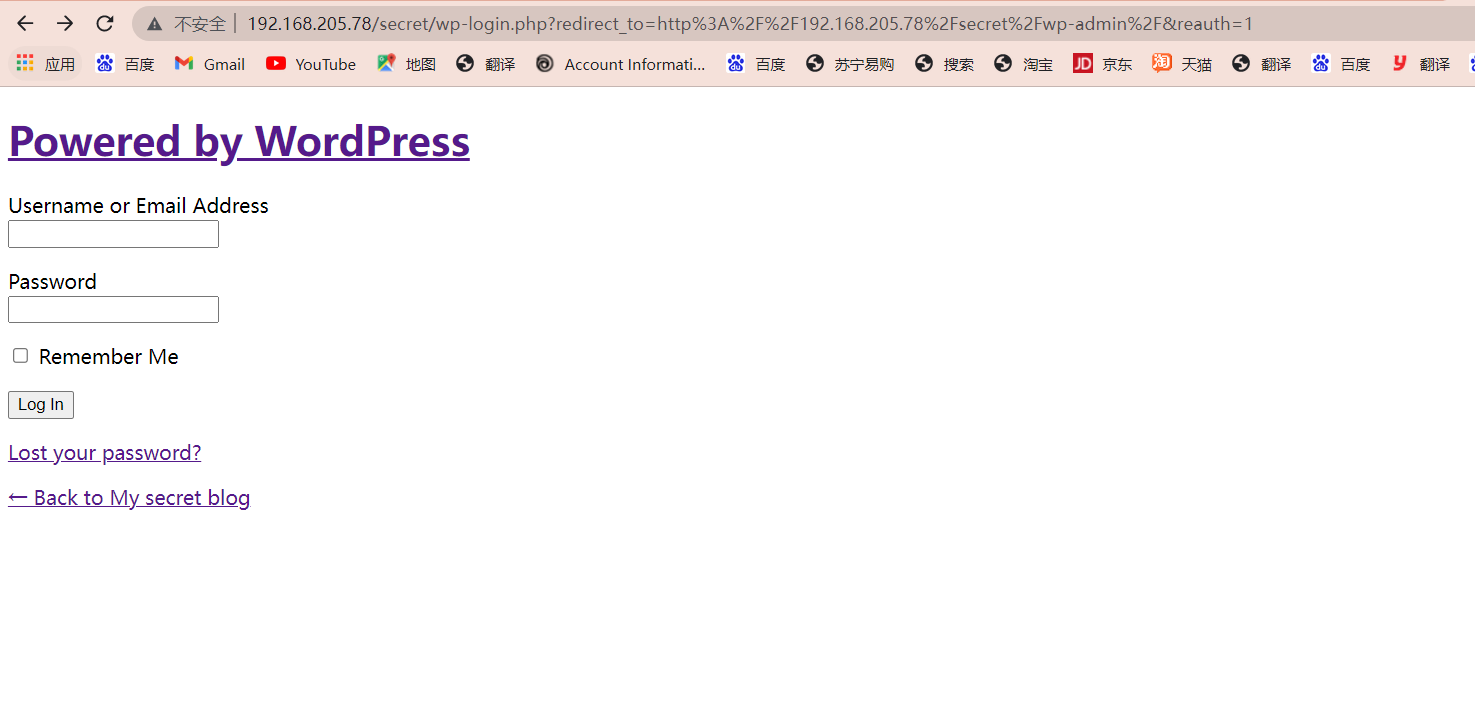 不安全 192.168.205.78/secret/wp-login.php?redirect_to=http%3A%2F%2F192.168.205.78%2Fsecret%2Fwp-admin%2F&reauth=1
应用 百度 Gmail YouTube 地图 翻译 Account Informati... 百度 苏宁易购 搜索 淘宝 JD 京东 淘 天猫 翻译 百度 y 翻译
Powered by WordPress
Username or Email Address
Password
Remember Me
Log In
Lost your password?
← Back to My secret blog